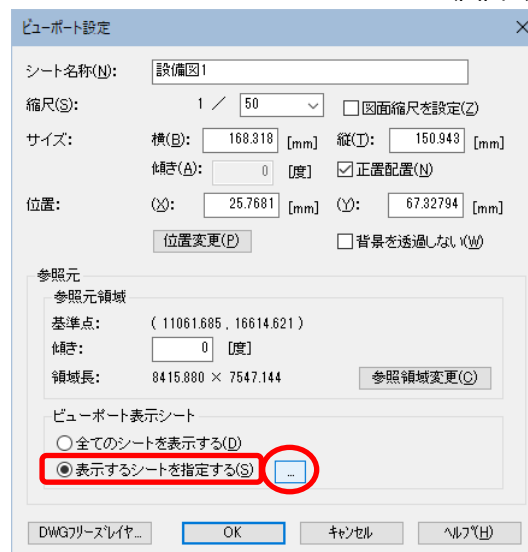 ビューポート設定
シート名称(N): 設備図1
縮尺(S): 1 / 50 図面縮尺を設定(Z)
サイズ: 横(B): 168.318 [mm] 縦(T): 150.943 [mm]
傾き(A): 0 [度] 正置配置(N)
位置: (X): 25.7681 [mm] (Y): 67.32794 [mm]
位置変更(P) 背景を透過しない(W)
参照元
参照元領域
基準点: ( 11061.685 , 16614.621 )
傾き: 0 [度]
領域長: 8415.880 × 7547.144 参照領域変更(C)
ビューポート表示シート
全てのシートを表示する(D)
表示するシートを指定する(S) ...
DWGフリーズレイヤ... OK キャンセル ヘルプ(H)